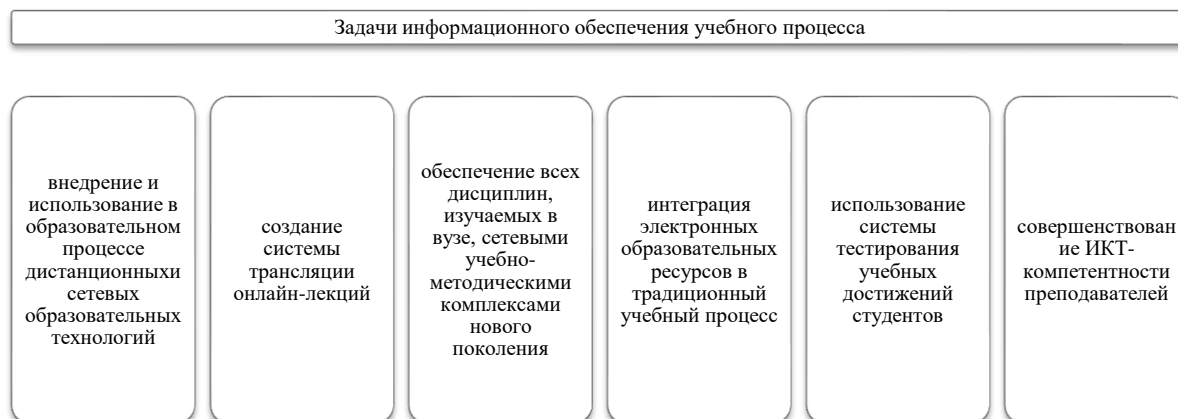 Задачи информационного обеспечения учебного процесса
внедрение и
использование в
образовательном
процессе
дистанционныхи
сетевых
образовательных
технологий
создание
системы
трансляции
онлайн-лекций
обеспечение всех
дисциплин,
изучаемых в
вузе, сетевыми
учебно-
методическими
комплексами
нового
поколения
интеграция
электронных
образовательных
ресурсов в
традиционный
учебный процесс
использование
системы
тестирования
учебных
достижений
студентов
совершенствован
ие ИКТ-
компетентности
преподавателей